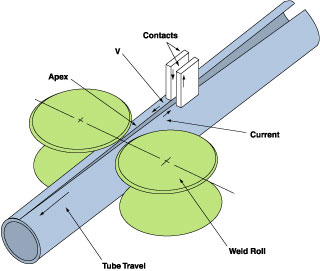 Contacts
V
Apex
Current
Weld Roll
Tube Travel